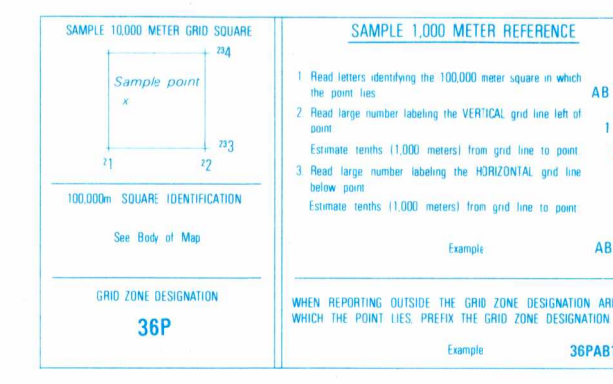 SAMPLE 10,000 METER GRID SQUARE
²³4
Sample point
x
²³3
²1
²2
100,000m SQUARE IDENTIFICATION
See Body of Map
GRID ZONE DESIGNATION
36P
SAMPLE 1,000 METER REFERENCE
1 Read letters identifying the 100,000 meter square in which
the point lies
AB
2 Read large number labeling the VERTICAL grid line left of
point
1
Estimate tenths (1,000 meters) from grid line to point
3. Read large number labeling the HORIZONTAL grid line
below point
Estimate tenths (1,000 meters) from grid line to point
Example
AB
WHEN REPORTING OUTSIDE THE GRID ZONE DESIGNATION
WHICH THE POINT LIES, PREFIX THE GRID ZONE DESIGNATION
Example
36PAB